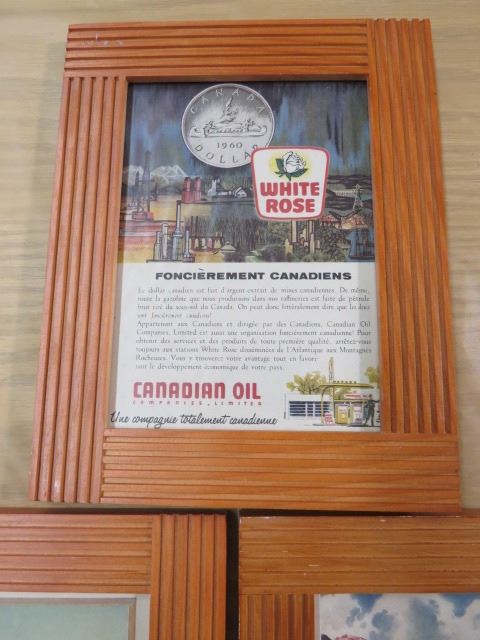 CANADA
1960
DOLLAR
WHITE
ROSE
FONCIÈREMENT CANADIENS
Le dollar canadien est fait d'argent extrait de mines canadiennes. De même,
toute la gazoline que nous produisons dans nos raffineries est faite de pétrole
brut tiré du sous-sol du Canada. On peut donc littéralement dire que les deux
sont foncièrement canadiens!
Appartenant aux Canadiens et dirigée par des Canadiens, Canadian Oil
Companies, Limited est aussi une organisation foncièrement canadienne! Pour
obtenir des services et des produits de toute première qualité, arrêtez-vous
toujours aux stations White Rose disséminées de l'Atlantique aux Montagnes
Rocheuses. Vous y trouverez votre avantage tout en favori-
sant le développement économique de votre pays.
CANADIAN OIL
COMPANIES, LIMITED
Une compagnie totalement canadienne